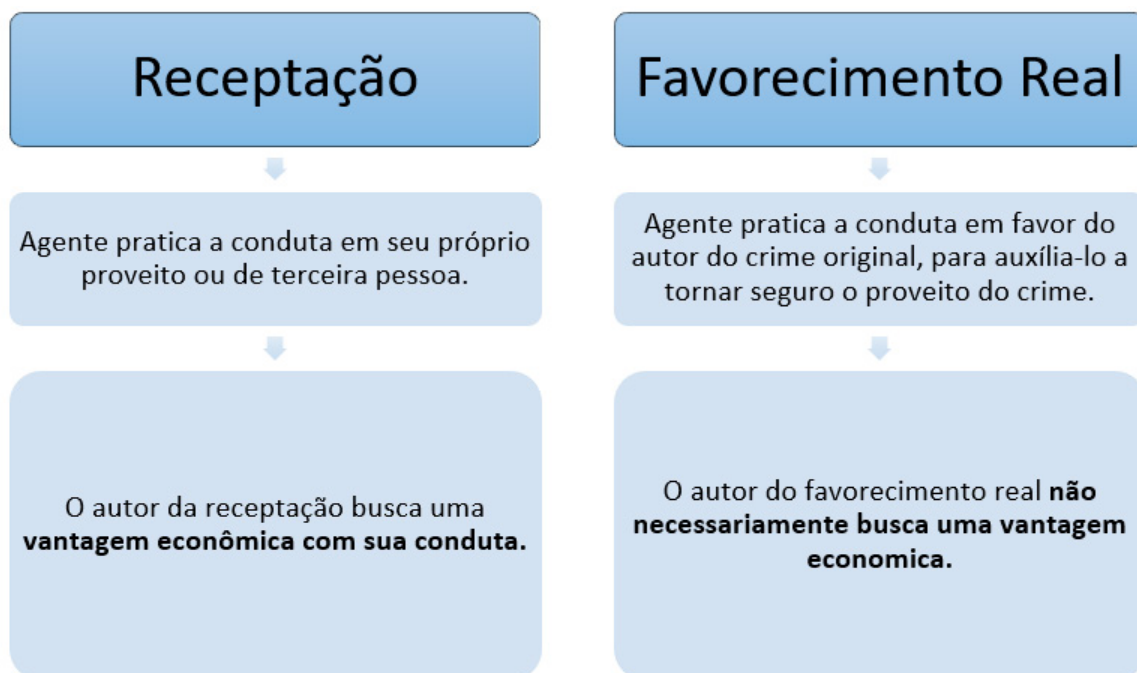 Receptação
Agente pratica a conduta em seu próprio
proveito ou de terceira pessoa.
O autor da receptação busca uma
vantagem econômica com sua conduta.
Favorecimento Real
Agente pratica a conduta em favor do
autor do crime original, para auxília-lo a
tornar seguro o proveito do crime.
O autor do favorecimento real não
necessariamente busca uma vantagem
economica.